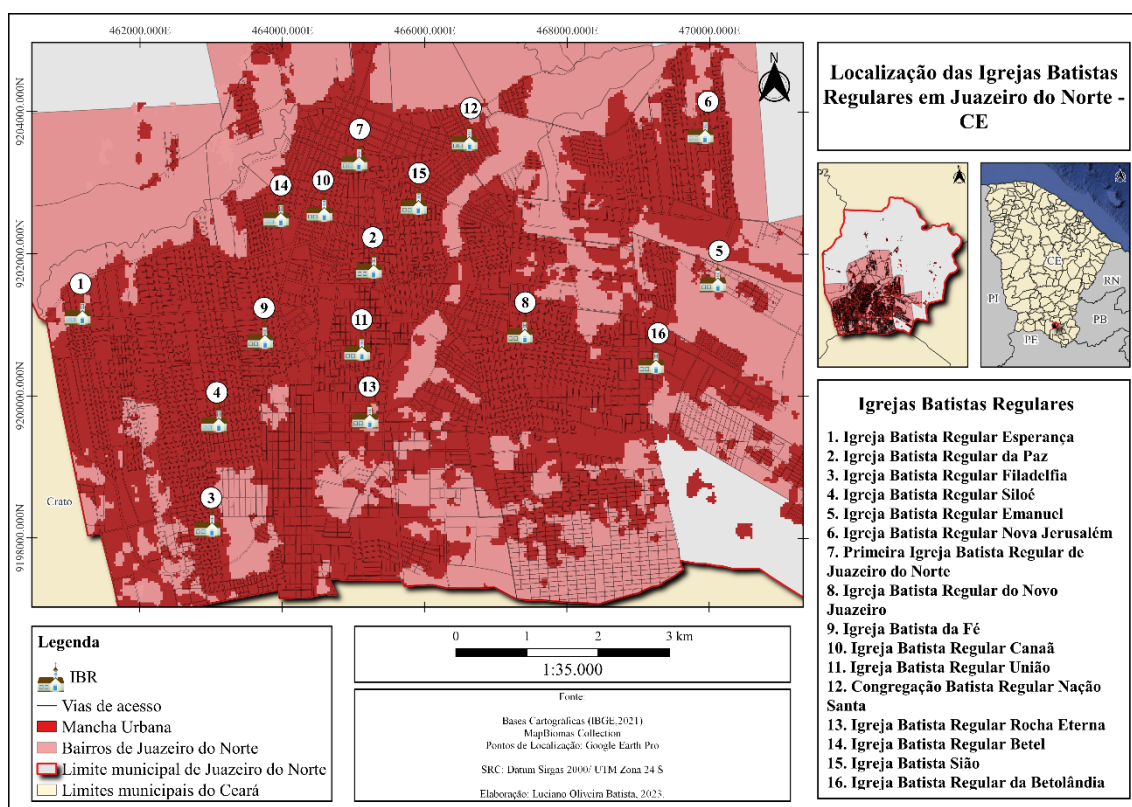 462000.000E 464000.000E 466000.000E 468000.000E 470000.000E
9204000.000N
9202000.000N
9200000.000N
9198000.000N
N
6
12
7
15
10
14
2
5
1
8
9
11
16
13
4
3
Crato
Localização das Igrejas Batistas
Regulares em Juazeiro do Norte -
CE
CE
RN
PI
PB
PE
Igrejas Batistas Regulares
1. Igreja Batista Regular Esperança
2. Igreja Batista Regular da Paz
3. Igreja Batista Regular Filadelfia
4. Igreja Batista Regular Siloé
5. Igreja Batista Regular Emanuel
6. Igreja Batista Regular Nova Jerusalém
7. Primeira Igreja Batista Regular de
Juazeiro do Norte
8. Igreja Batista Regular do Novo
Juazeiro
9. Igreja Batista da Fé
10. Igreja Batista Regular Canaã
11. Igreja Batista Regular União
12. Congregação Batista Regular Nação
Santa
13. Igreja Batista Regular Rocha Eterna
14. Igreja Batista Regular Betel
15. Igreja Batista Sião
16. Igreja Batista Regular da Betolândia
Legenda
IBR
Vias de acesso
Mancha Urbana
Bairros de Juazeiro do Norte
Limite municipal de Juazeiro do Norte
Limites municipais do Ceará
0 1 2 3 km
1:35.000
Fonte
Bases Cartográficas (IBGE,2021)
MapBiomas Collection
Pontos de Localização: Google Earth Pro
SRC: Datum Sirgas 2000/ UTM Zona 24 S
Elaboração: Luciano Oliveira Batista, 2023.